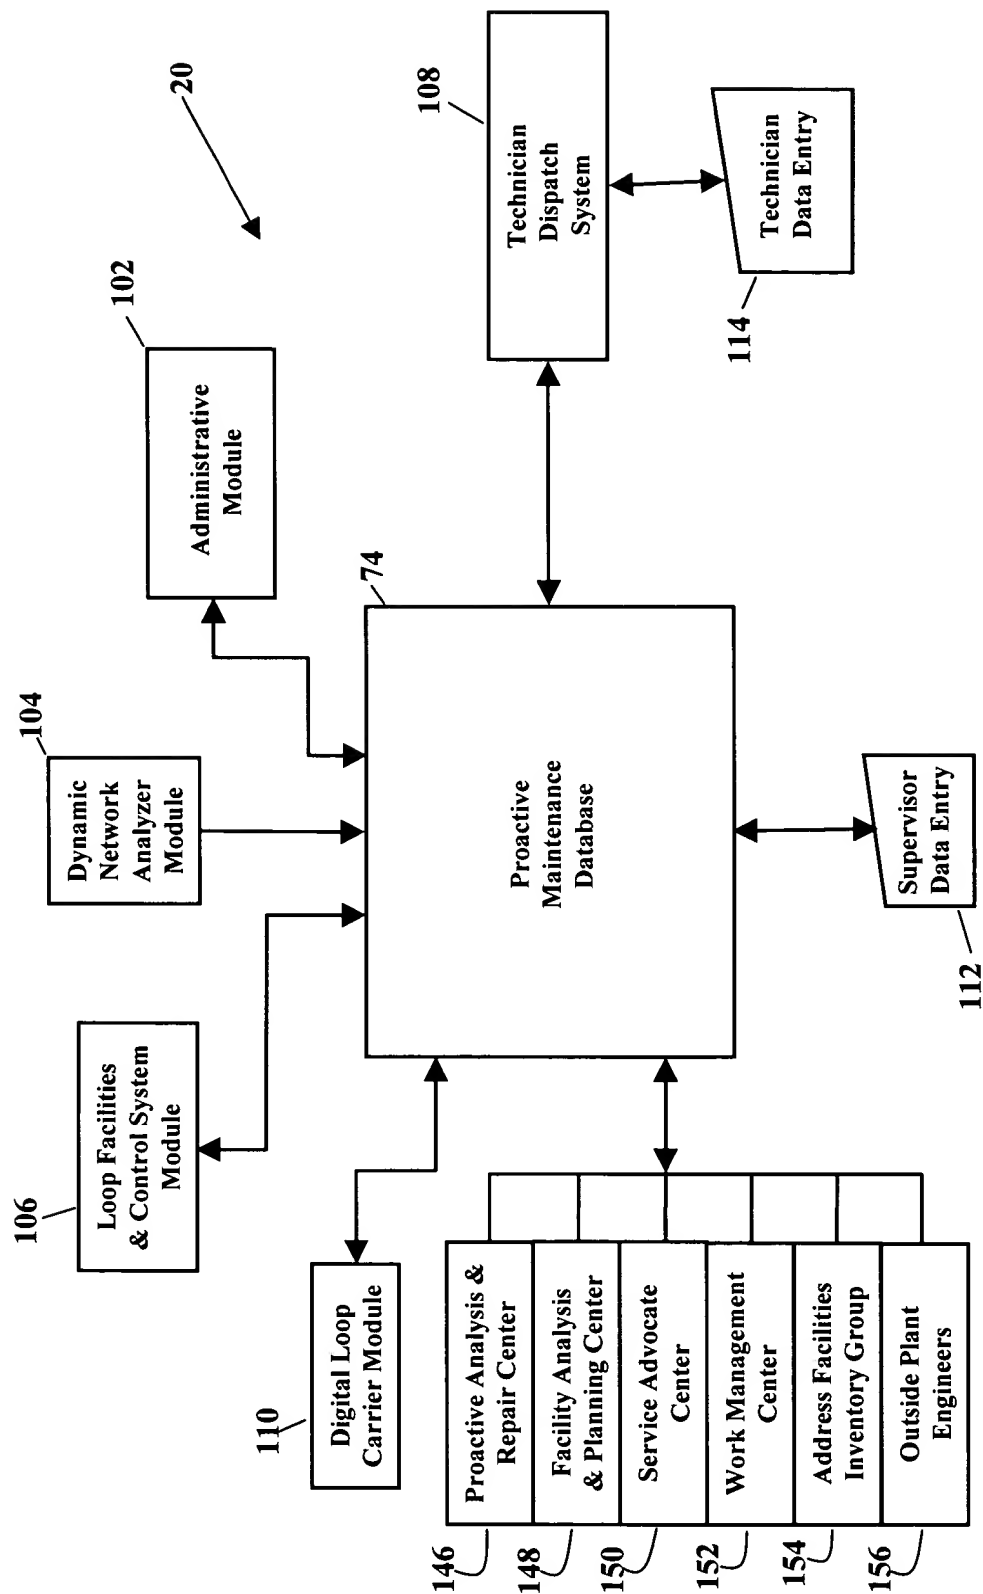 20
106
Loop Facilities
& Control System
Module
104
Dynamic
Network
Analyzer
Module
102
Administrative
Module
108
Technician
Dispatch
System
110
Digital Loop
Carrier Module
74
Proactive
Maintenance
Database
114
Technician
Data Entry
112
Supervisor
Data Entry
146
Proactive Analysis &
Repair Center
148
Facility Analysis
& Planning Center
150
Service Advocate
Center
152
Work Management
Center
154
Address Facilities
Inventory Group
156
Outside Plant
Engineers